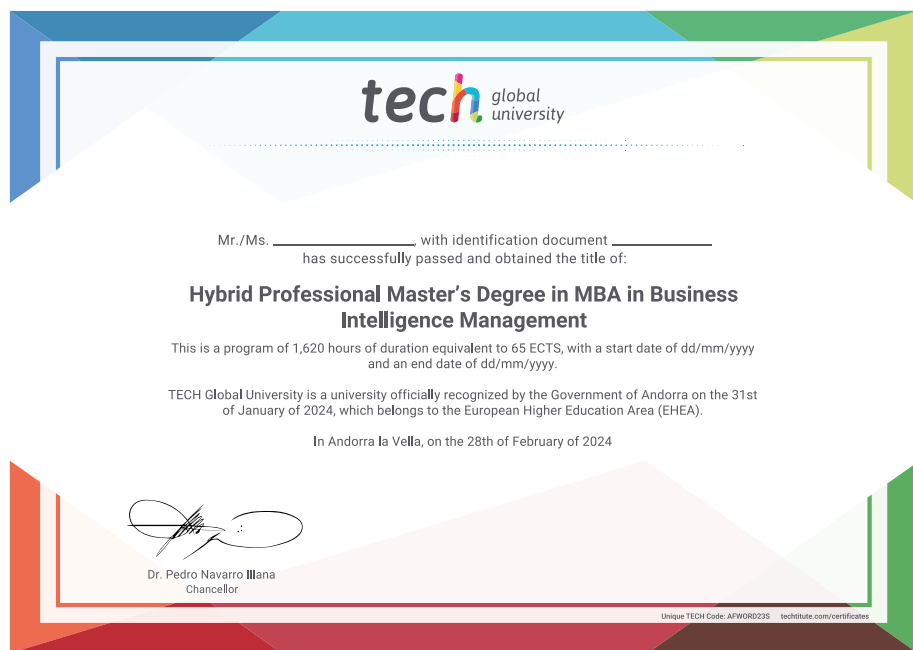 tech global
university
Mr./Ms. ____________, with identification document ____________
has successfully passed and obtained the title of:
Hybrid Professional Master's Degree in MBA in Business
Intelligence Management
This is a program of 1,620 hours of duration equivalent to 65 ECTS, with a start date of dd/mm/yyyy
and an end date of dd/mm/yyyy.
TECH Global University is a university officially recognized by the Government of Andorra on the 31st
of January of 2024, which belongs to the European Higher Education Area (EHEA).
In Andorra la Vella, on the 28th of February of 2024
Dr. Pedro Navarro Illana
Chancellor
Unique TECH Code: AFWORD23S techtitute.com/certificates